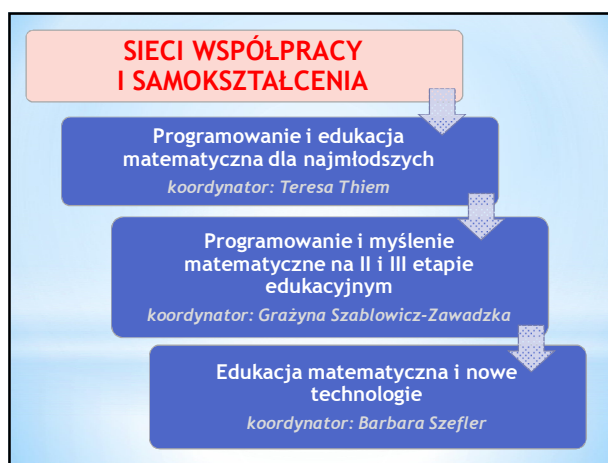 SIECI WSPÓŁPRACY
I SAMOKSZTAŁCENIA
Programowanie i edukacja
matematyczna dla najmłodszych
koordynator: Teresa Thiem
Programowanie i myślenie
matematyczne na II i III etapie
edukacyjnym
koordynator: Grażyna Szablowicz-Zawadzka
Edukacja matematyczna i nowe
technologie
koordynator: Barbara Szefler